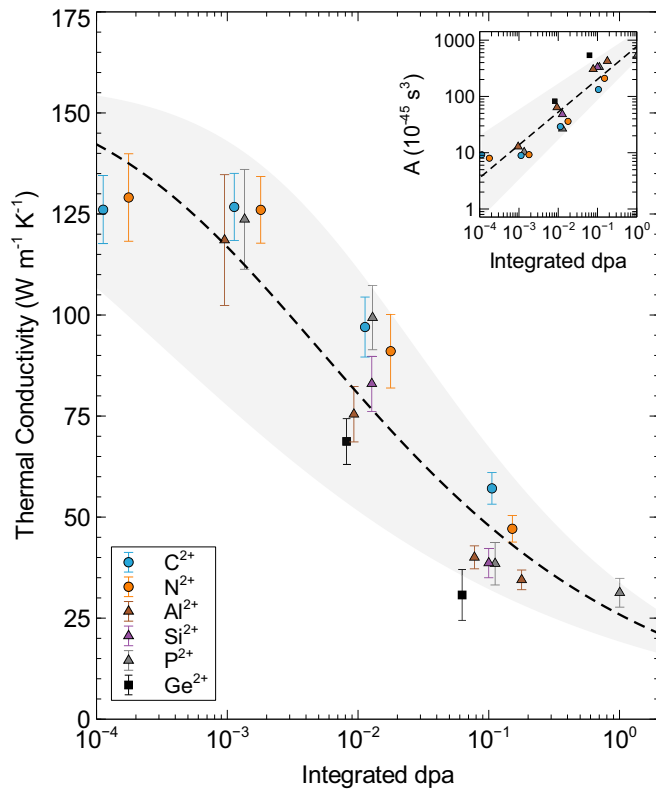 Thermal Conductivity (W m⁻¹ K⁻¹)
175
150
125
100
75
50
25
0
10⁻⁴ 10⁻³ 10⁻² 10⁻¹ 10⁰
Integrated dpa
C²⁺
N²⁺
Al²⁺
Si²⁺
P²⁺
Ge²⁺
A (10⁻⁴⁵ s³)
1000
100
10
1
10⁻⁴ 10⁻³ 10⁻² 10⁻¹ 10⁰
Integrated dpa